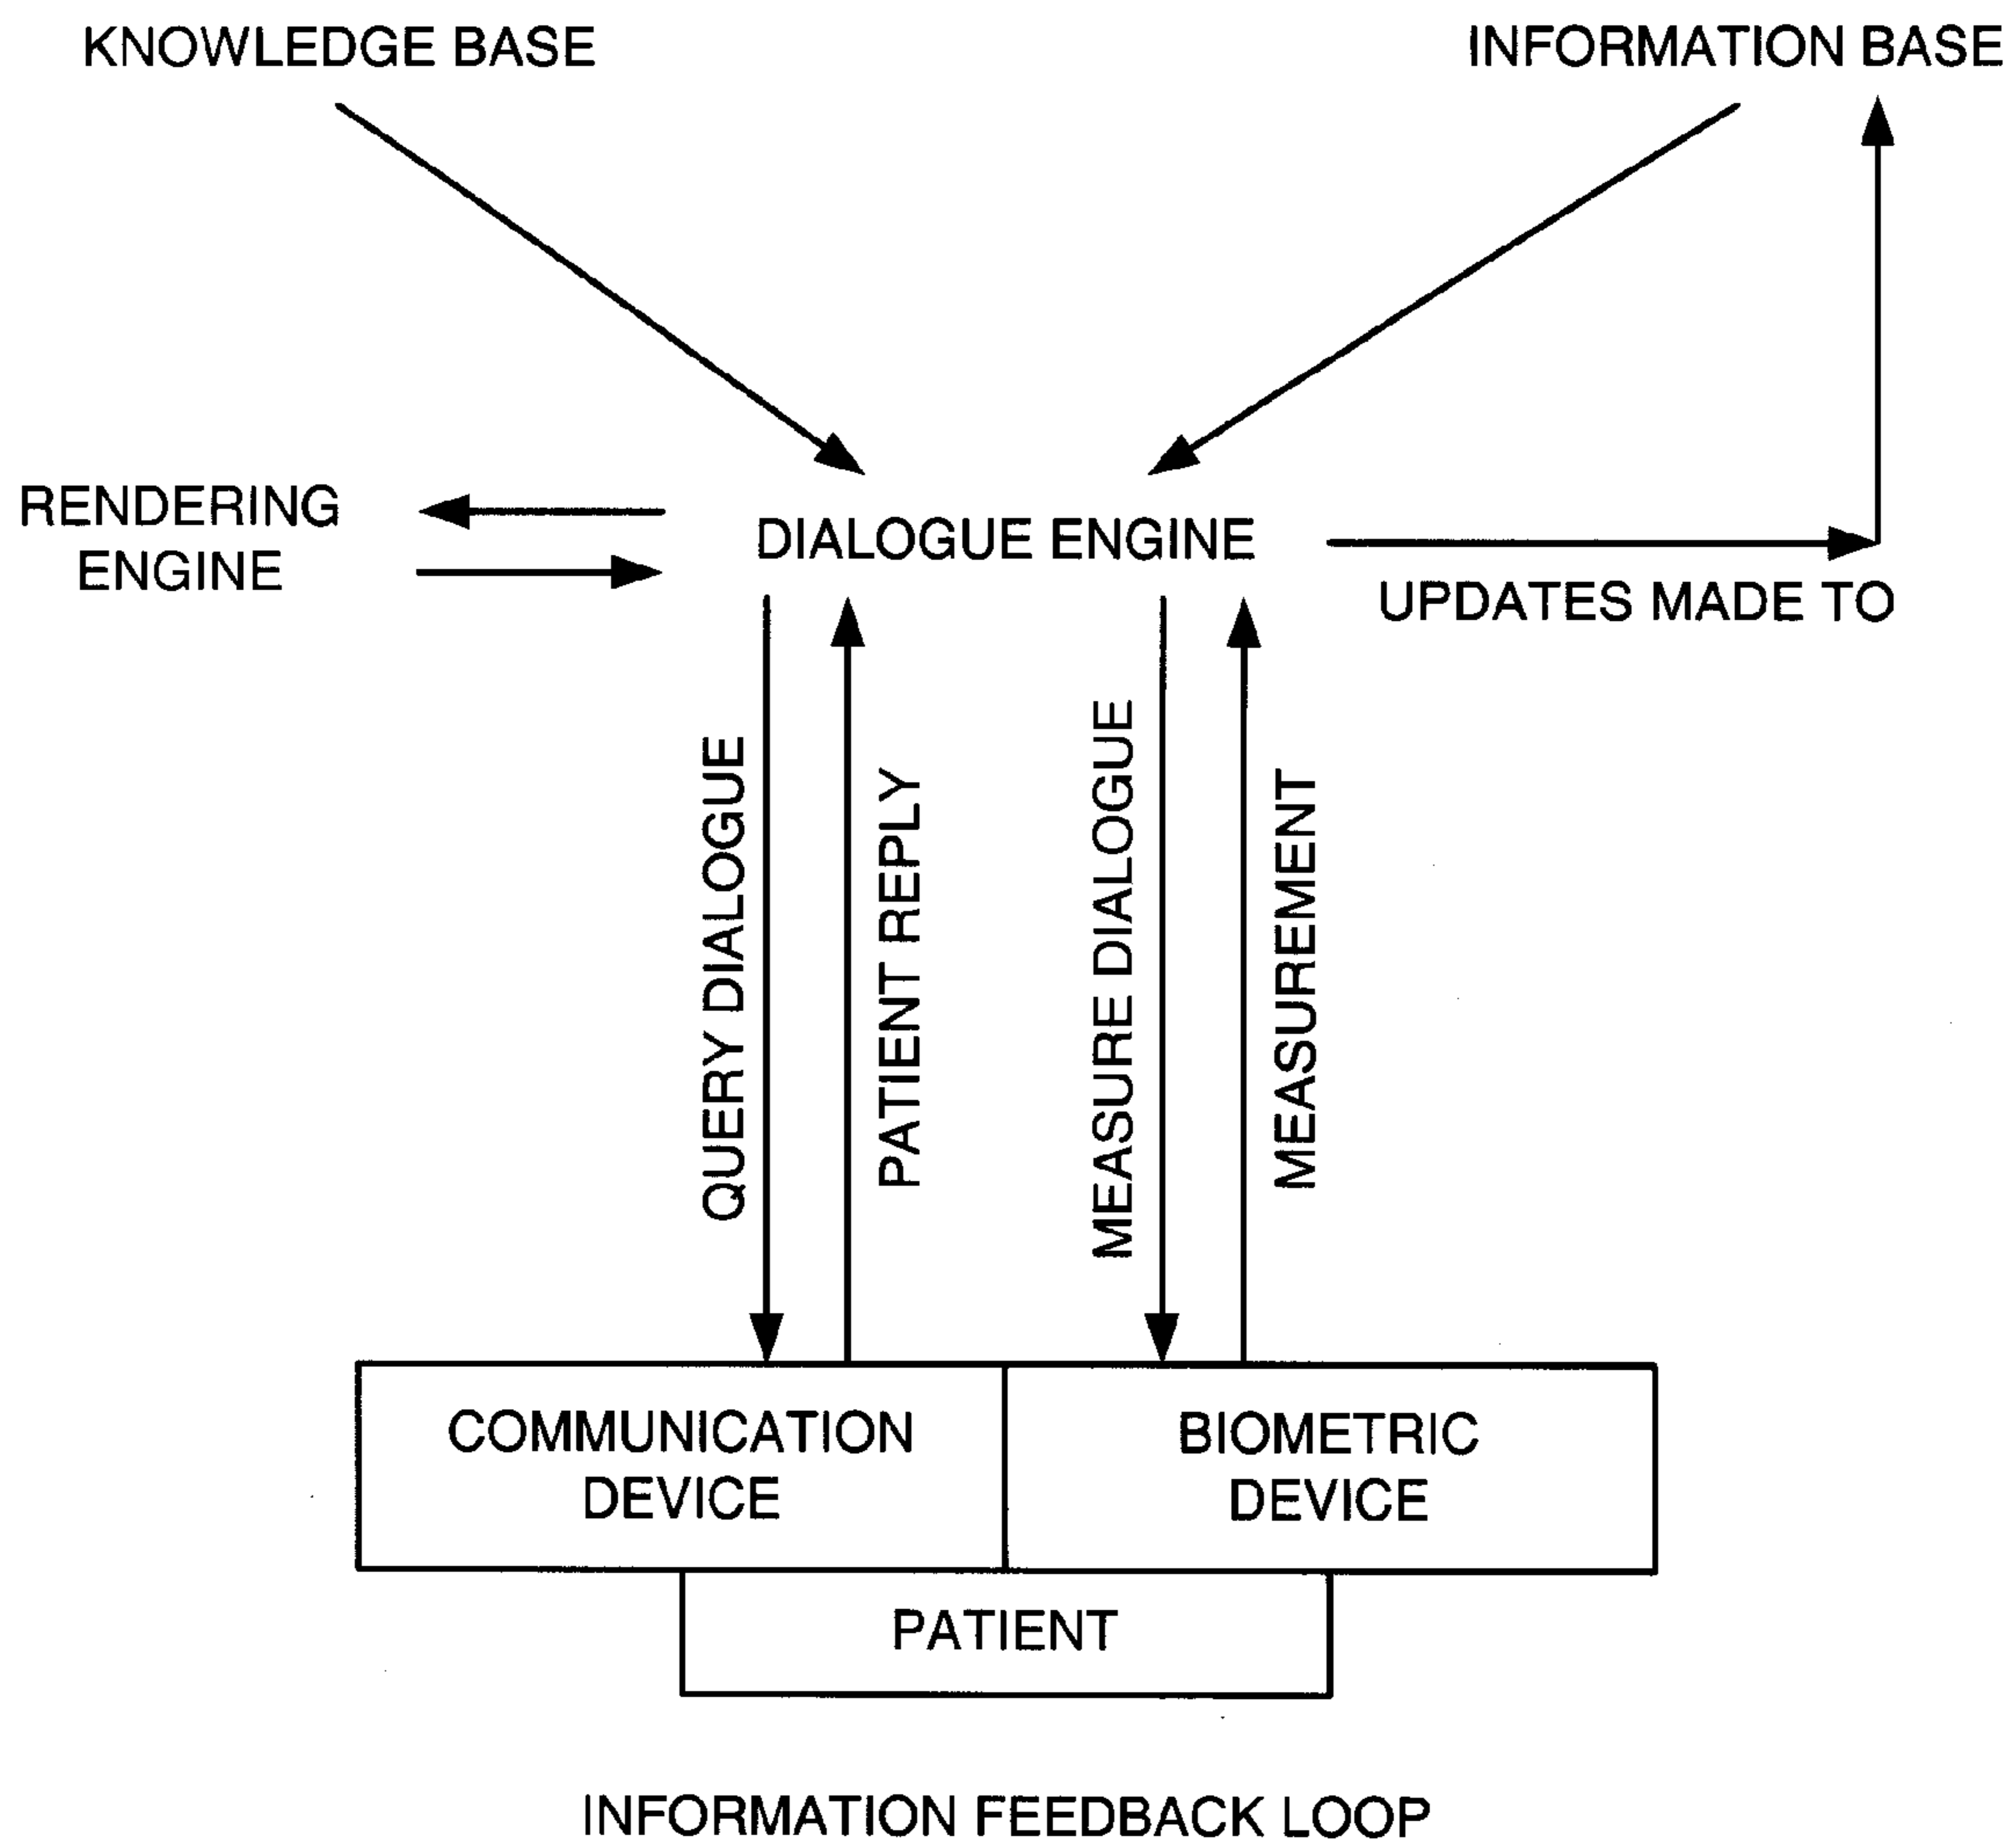 KNOWLEDGE BASE
INFORMATION BASE
RENDERING
ENGINE
DIALOGUE ENGINE
UPDATES MADE TO
QUERY DIALOGUE
PATIENT REPLY
MEASURE DIALOGUE
MEASUREMENT
COMMUNICATION
DEVICE
BIOMETRIC
DEVICE
PATIENT
INFORMATION FEEDBACK LOOP